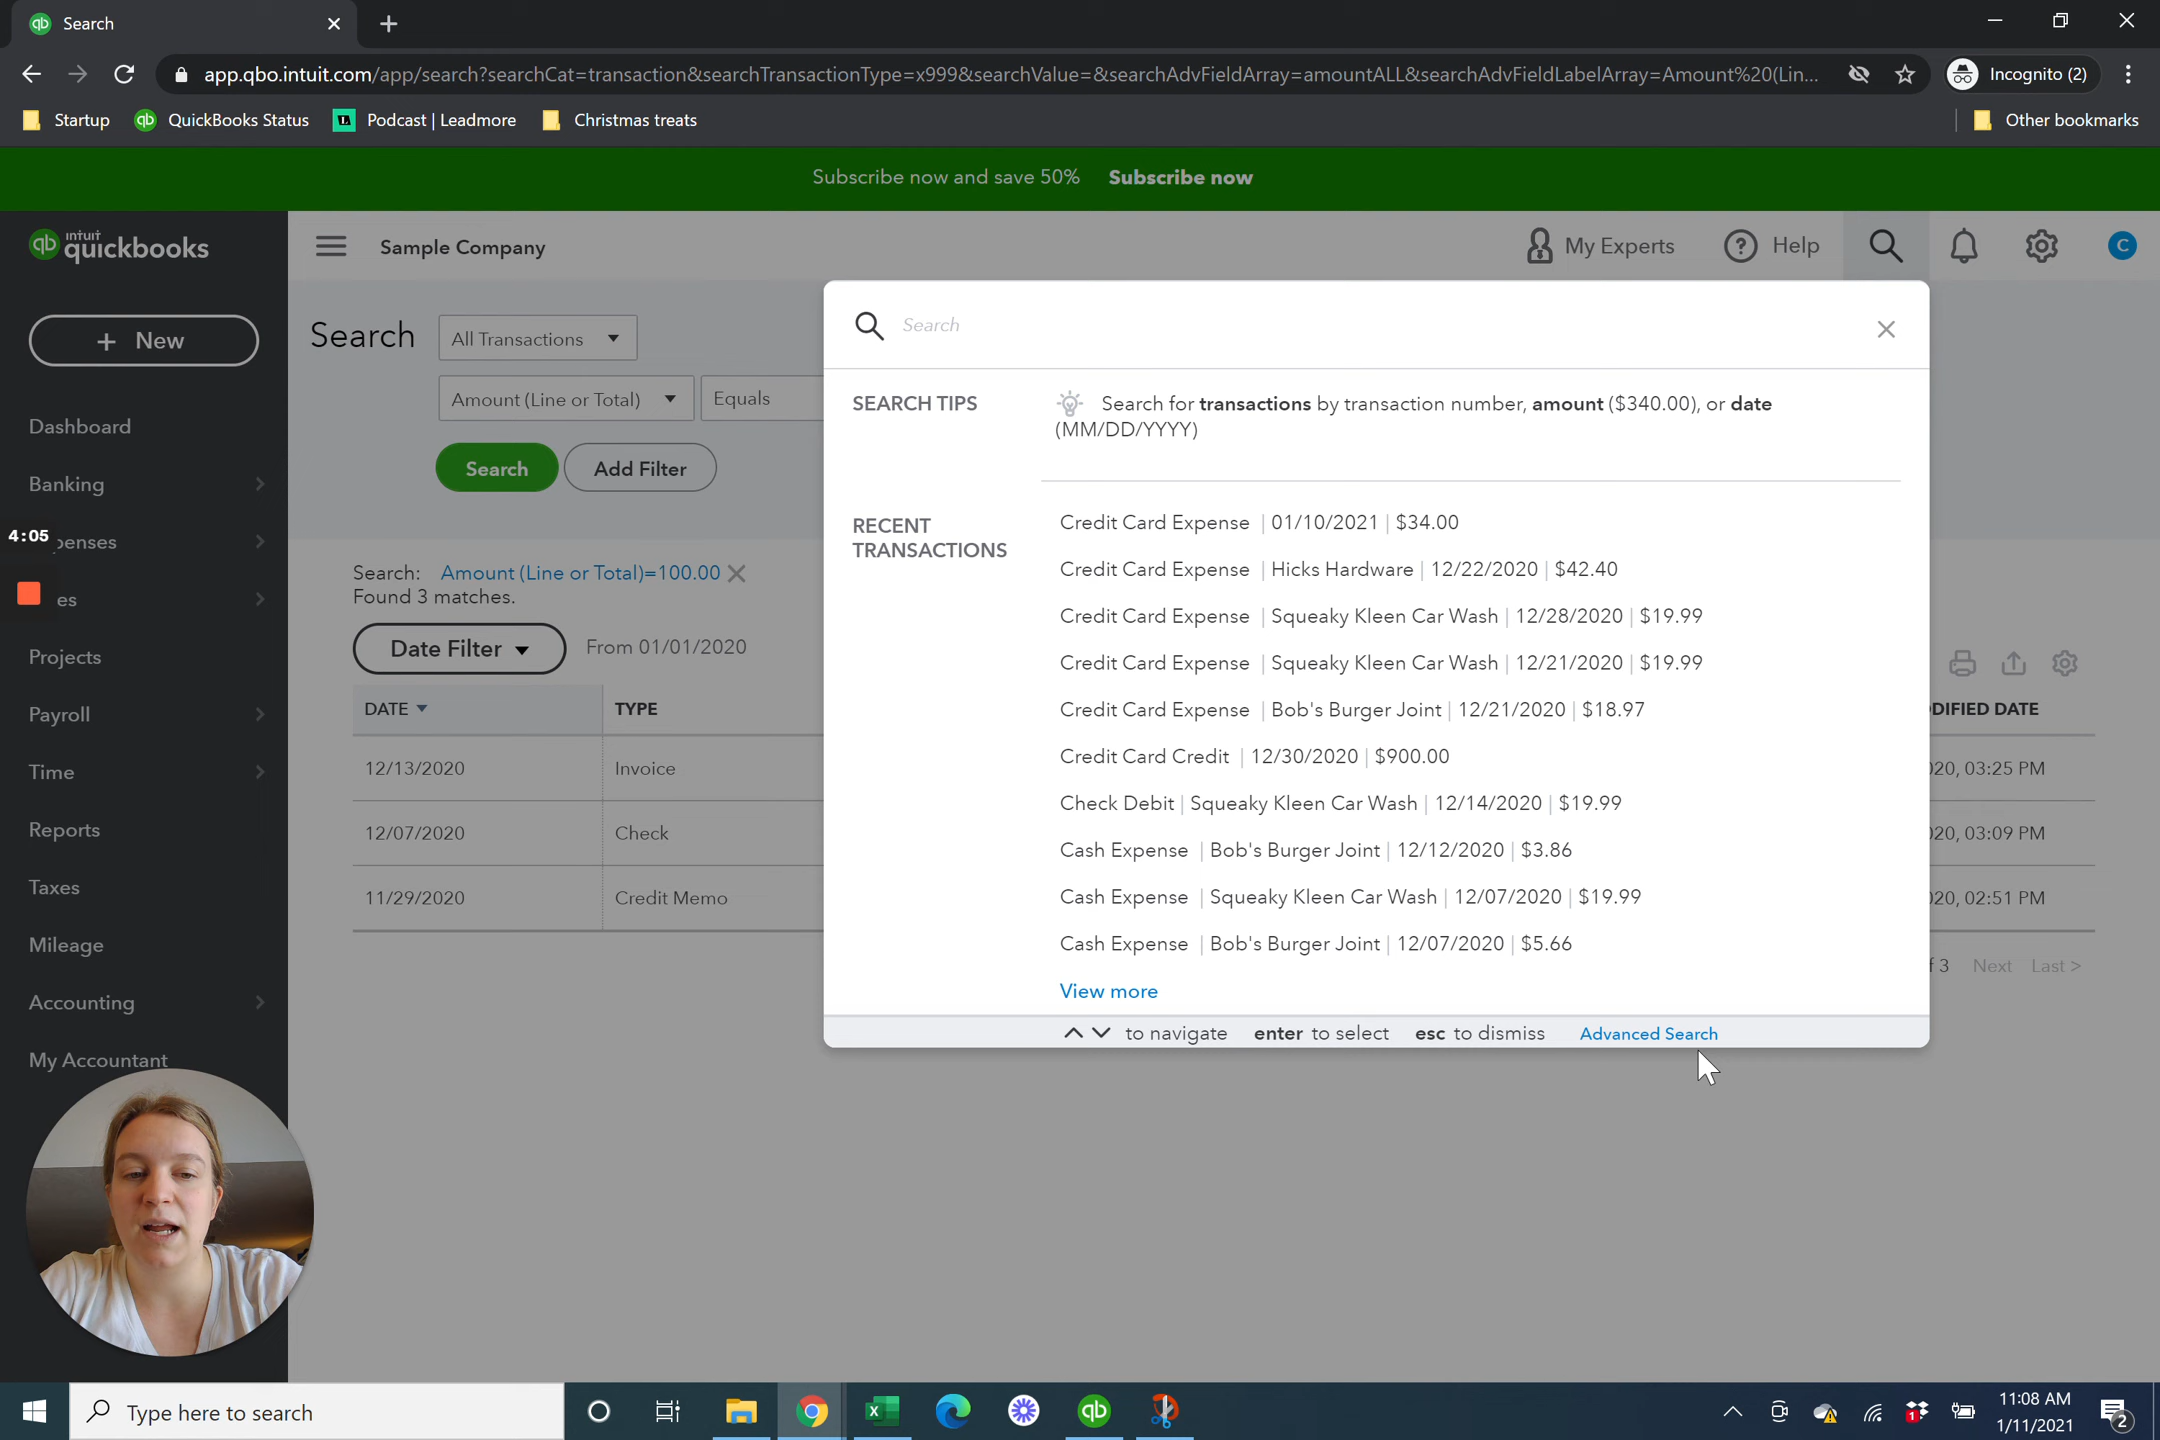 Search
app.qbo.intuit.com/app/search?searchCat=transaction&searchTransactionType=x999&searchValue=&searchAdvFieldArray=amountALL&searchAdvFieldLabelArray=Amount%20(Lin...
Incognito (2)
Startup
QuickBooks Status
Podcast | Leadmore
Christmas treats
Other bookmarks
Subscribe now and save 50% Subscribe now
intuit quickbooks
Sample Company
My Experts
Help
C
+ New
Dashboard
Banking
4:05
penses
es
Projects
Payroll
Time
Reports
Taxes
Mileage
Accounting
My Accountant
Search
All Transactions
Amount (Line or Total)
Equals
Search
Add Filter
Search: Amount (Line or Total)=100.00
Found 3 matches.
Date Filter
From 01/01/2020
DATE TYPE DIFIED DATE
12/13/2020 Invoice 020, 03:25 PM
12/07/2020 Check 020, 03:09 PM
11/29/2020 Credit Memo 020, 02:51 PM
f 3 Next Last >
Search
SEARCH TIPS
Search for transactions by transaction number, amount ($340.00), or date
(MM/DD/YYYY)
RECENT
TRANSACTIONS
Credit Card Expense | 01/10/2021 | $34.00
Credit Card Expense | Hicks Hardware | 12/22/2020 | $42.40
Credit Card Expense | Squeaky Kleen Car Wash | 12/28/2020 | $19.99
Credit Card Expense | Squeaky Kleen Car Wash | 12/21/2020 | $19.99
Credit Card Expense | Bob's Burger Joint | 12/21/2020 | $18.97
Credit Card Credit | 12/30/2020 | $900.00
Check Debit | Squeaky Kleen Car Wash | 12/14/2020 | $19.99
Cash Expense | Bob's Burger Joint | 12/12/2020 | $3.86
Cash Expense | Squeaky Kleen Car Wash | 12/07/2020 | $19.99
Cash Expense | Bob's Burger Joint | 12/07/2020 | $5.66
View more
to navigate enter to select esc to dismiss Advanced Search
Type here to search
11:08 AM
1/11/2021
1
2